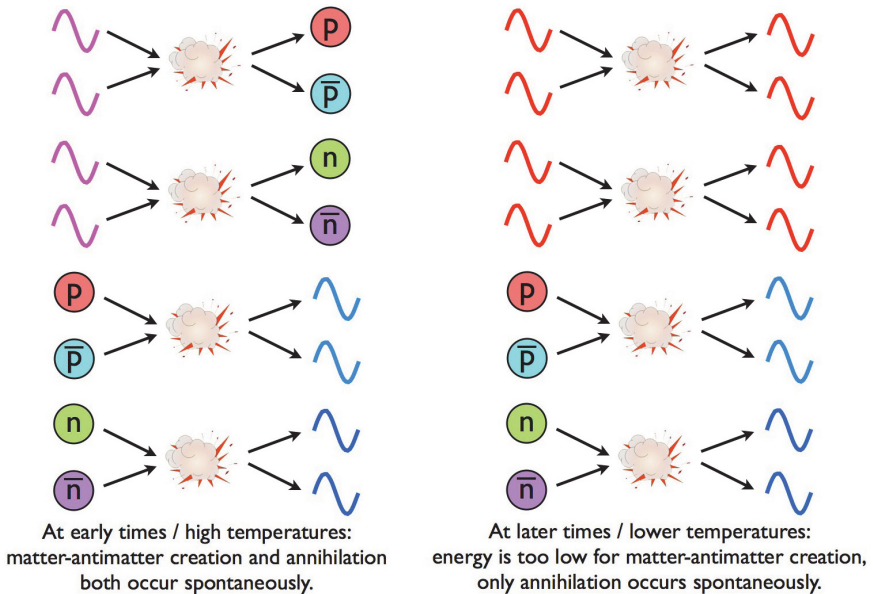 p
p̅
n
n̅
p
p̅
n
n̅
At early times / high temperatures:
matter-antimatter creation and annihilation
both occur spontaneously.
p
p̅
n
n̅
At later times / lower temperatures:
energy is too low for matter-antimatter creation,
only annihilation occurs spontaneously.